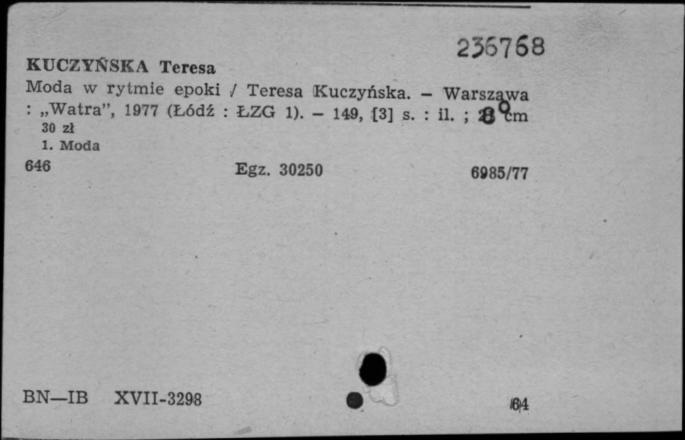 236768
KUCZYŃSKA Teresa
Moda w rytmie epoki / Teresa Kuczyńska. — Warszawa
: „Watra”, 1977 (Łódź : ŁZG 1). — 149, [3] s. : il. ; 8° cm
30 zł
1. Moda
646 Egz. 30250 6985/77
BN—IB XVII-3298 64